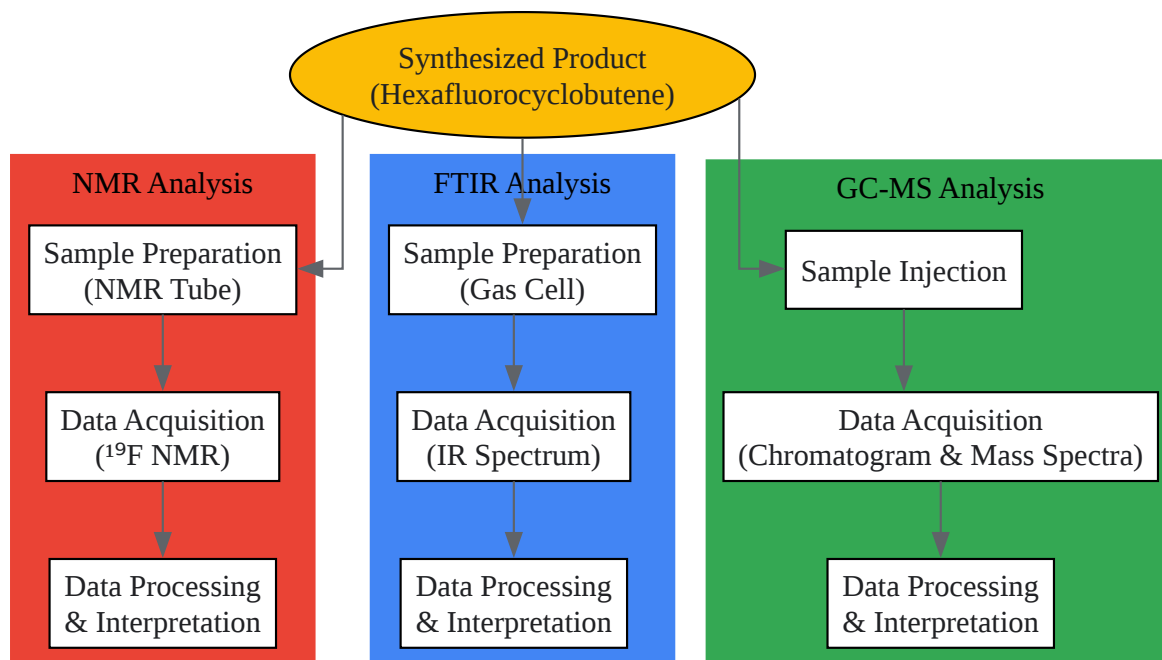 Synthesized Product
(Hexafluorocyclobutene)
NMR Analysis
Sample Preparation
(NMR Tube)
Data Acquisition
(¹⁹F NMR)
Data Processing
& Interpretation
FTIR Analysis
Sample Preparation
(Gas Cell)
Data Acquisition
(IR Spectrum)
Data Processing
& Interpretation
GC-MS Analysis
Sample Injection
Data Acquisition
(Chromatogram & Mass Spectra)
Data Processing
& Interpretation